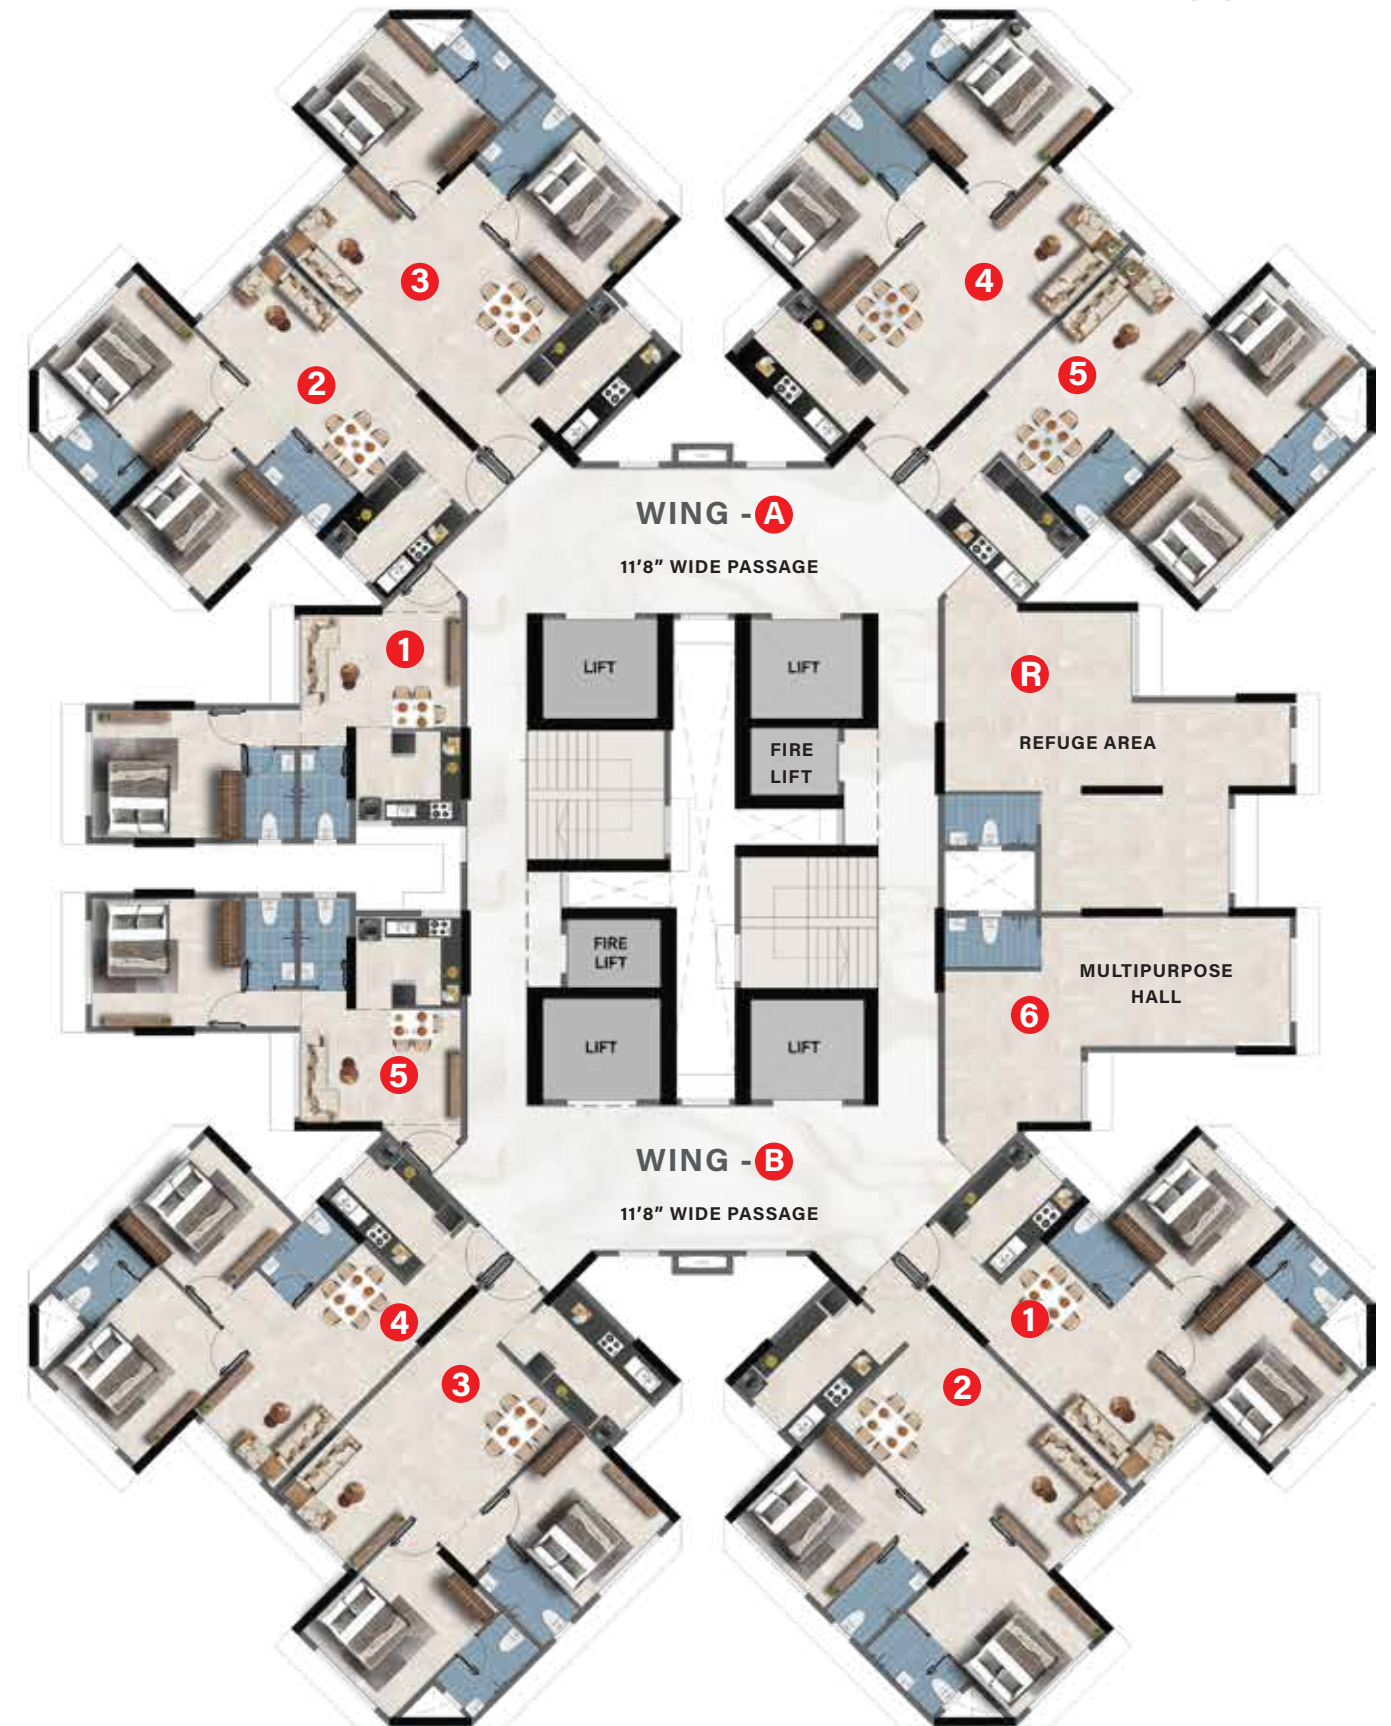 3
4
2
5
WING - A
11'8" WIDE PASSAGE
1
LIFT
LIFT
R
REFUGE AREA
FIRE
LIFT
FIRE
LIFT
MULTIPURPOSE
HALL
6
LIFT
LIFT
5
WING - B
11'8" WIDE PASSAGE
4
1
3
2